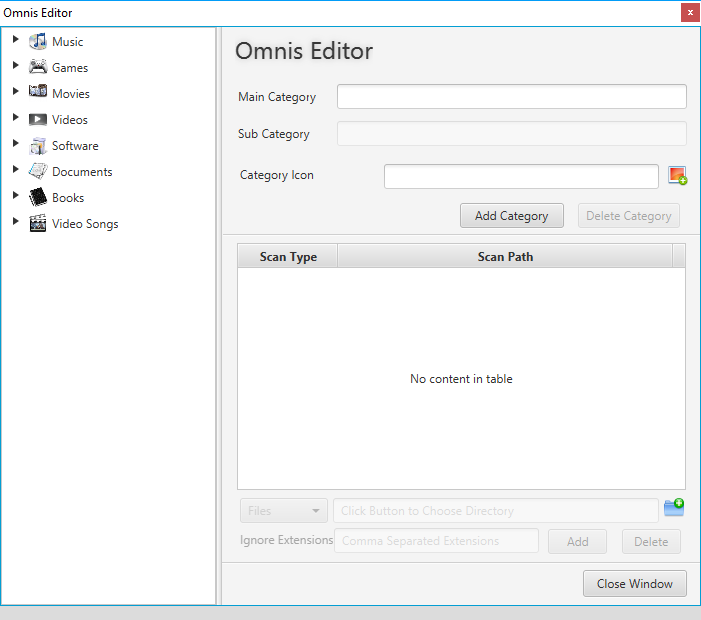 Omnis Editor
Music
Games
Movies
Videos
Software
Documents
Books
Video Songs
Omnis Editor
Main Category
Sub Category
Category Icon
Add Category Delete Category
Scan Type Scan Path
No content in table
Files Click Button to Choose Directory
Ignore Extensions Comma Separated Extensions Add Delete
Close Window